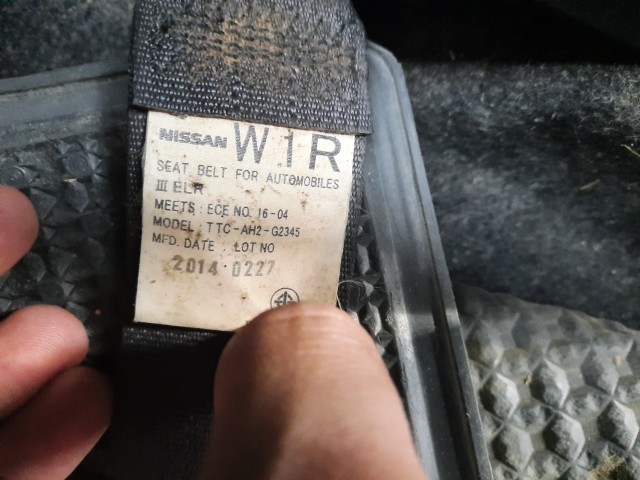 NISSAN W1R
SEAT BELT FOR AUTOMOBILES
III ELR
MEETS : ECE NO. 16-04
MODEL : TTC-AH2-G2345
MFD. DATE . LOT NO
2014 · 0227